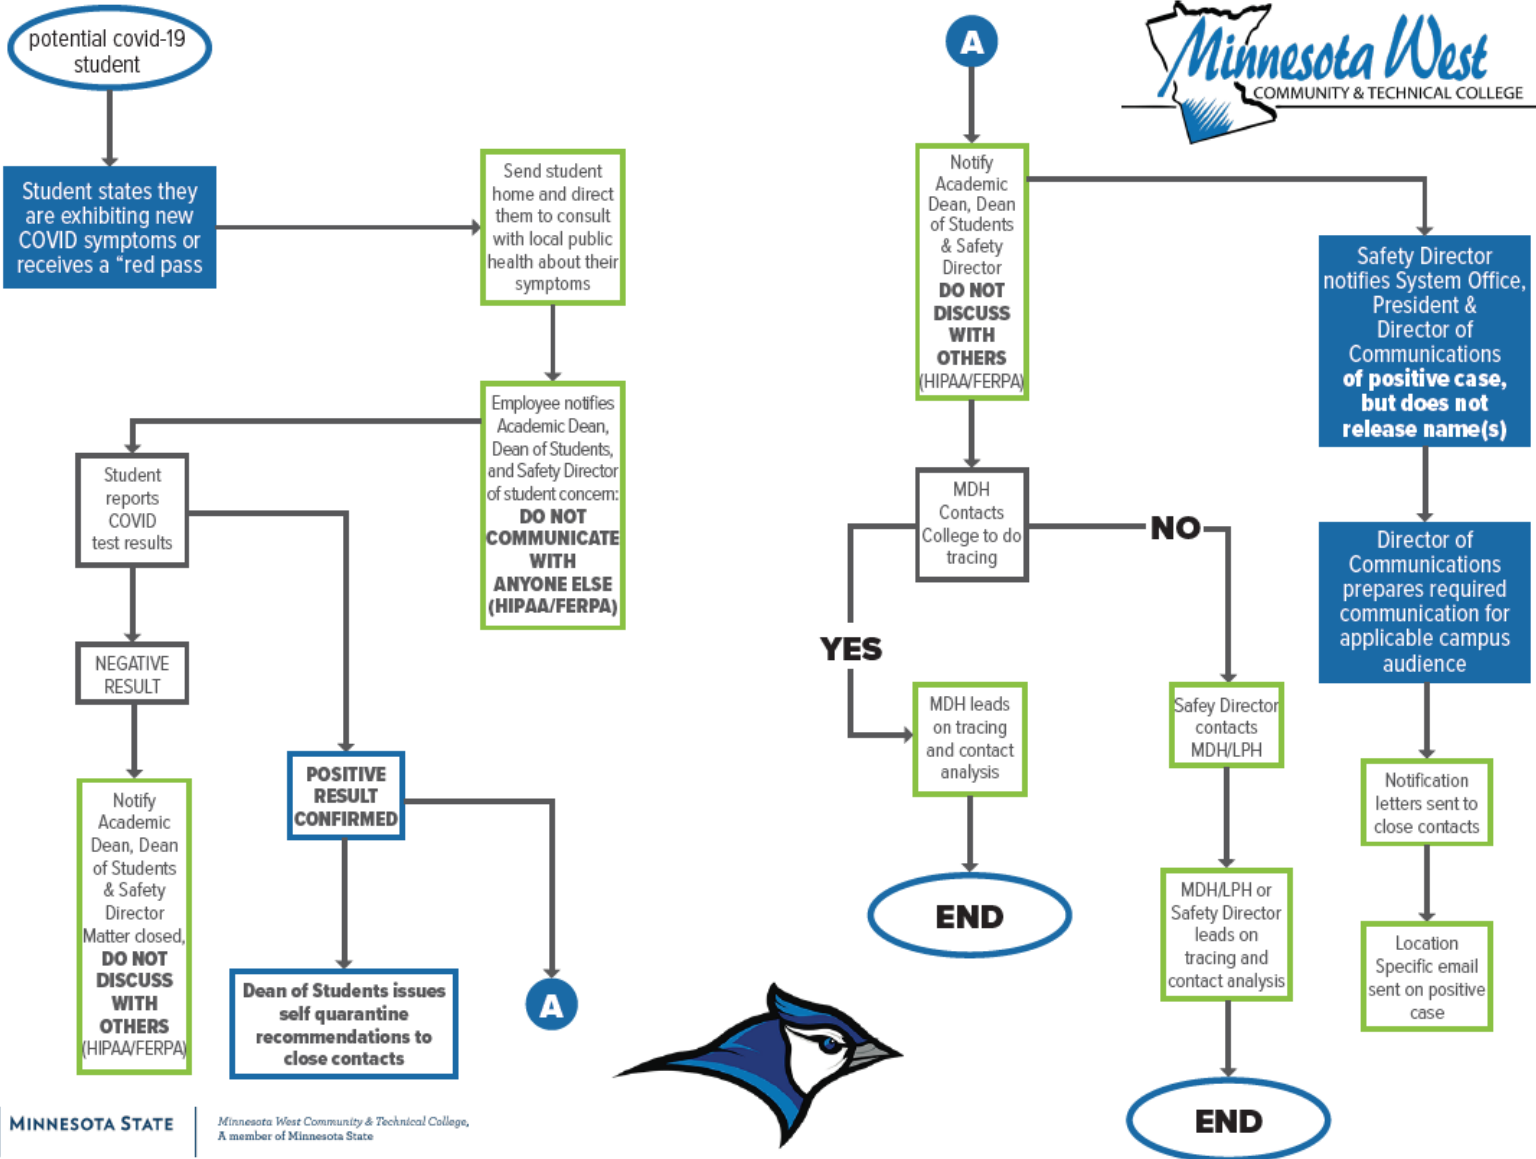 potential covid-19
student
Student states they
are exhibiting new
COVID symptoms or
receives a “red pass
Send student
home and direct
them to consult
with local public
health about their
symptoms
Employee notifies
Academic Dean,
Dean of Students,
and Safety Director
of student concern:
DO NOT
COMMUNICATE
WITH
ANYONE ELSE
(HIPAA/FERPA)
Student
reports
COVID
test results
NEGATIVE
RESULT
Notify
Academic
Dean, Dean
of Students
& Safety
Director
Matter closed,
DO NOT
DISCUSS
WITH
OTHERS
(HIPAA/FERPA)
POSITIVE
RESULT
CONFIRMED
Dean of Students issues
self quarantine
recommendations to
close contacts
A
A
Notify
Academic
Dean, Dean
of Students
& Safety
Director
DO NOT
DISCUSS
WITH
OTHERS
(HIPAA/FERPA)
MDH
Contacts
College to do
tracing
YES
NO
MDH leads
on tracing
and contact
analysis
END
Safey Director
contacts
MDH/LPH
MDH/LPH or
Safety Director
leads on
tracing and
contact analysis
END
Minnesota West
COMMUNITY & TECHNICAL COLLEGE
Safety Director
notifies System Office,
President &
Director of
Communications
of positive case,
but does not
release name(s)
Director of
Communications
prepares required
communication for
applicable campus
audience
Notification
letters sent to
close contacts
Location
Specific email
sent on positive
case
MINNESOTA STATE
Minnesota West Community & Technical College,
A member of Minnesota State